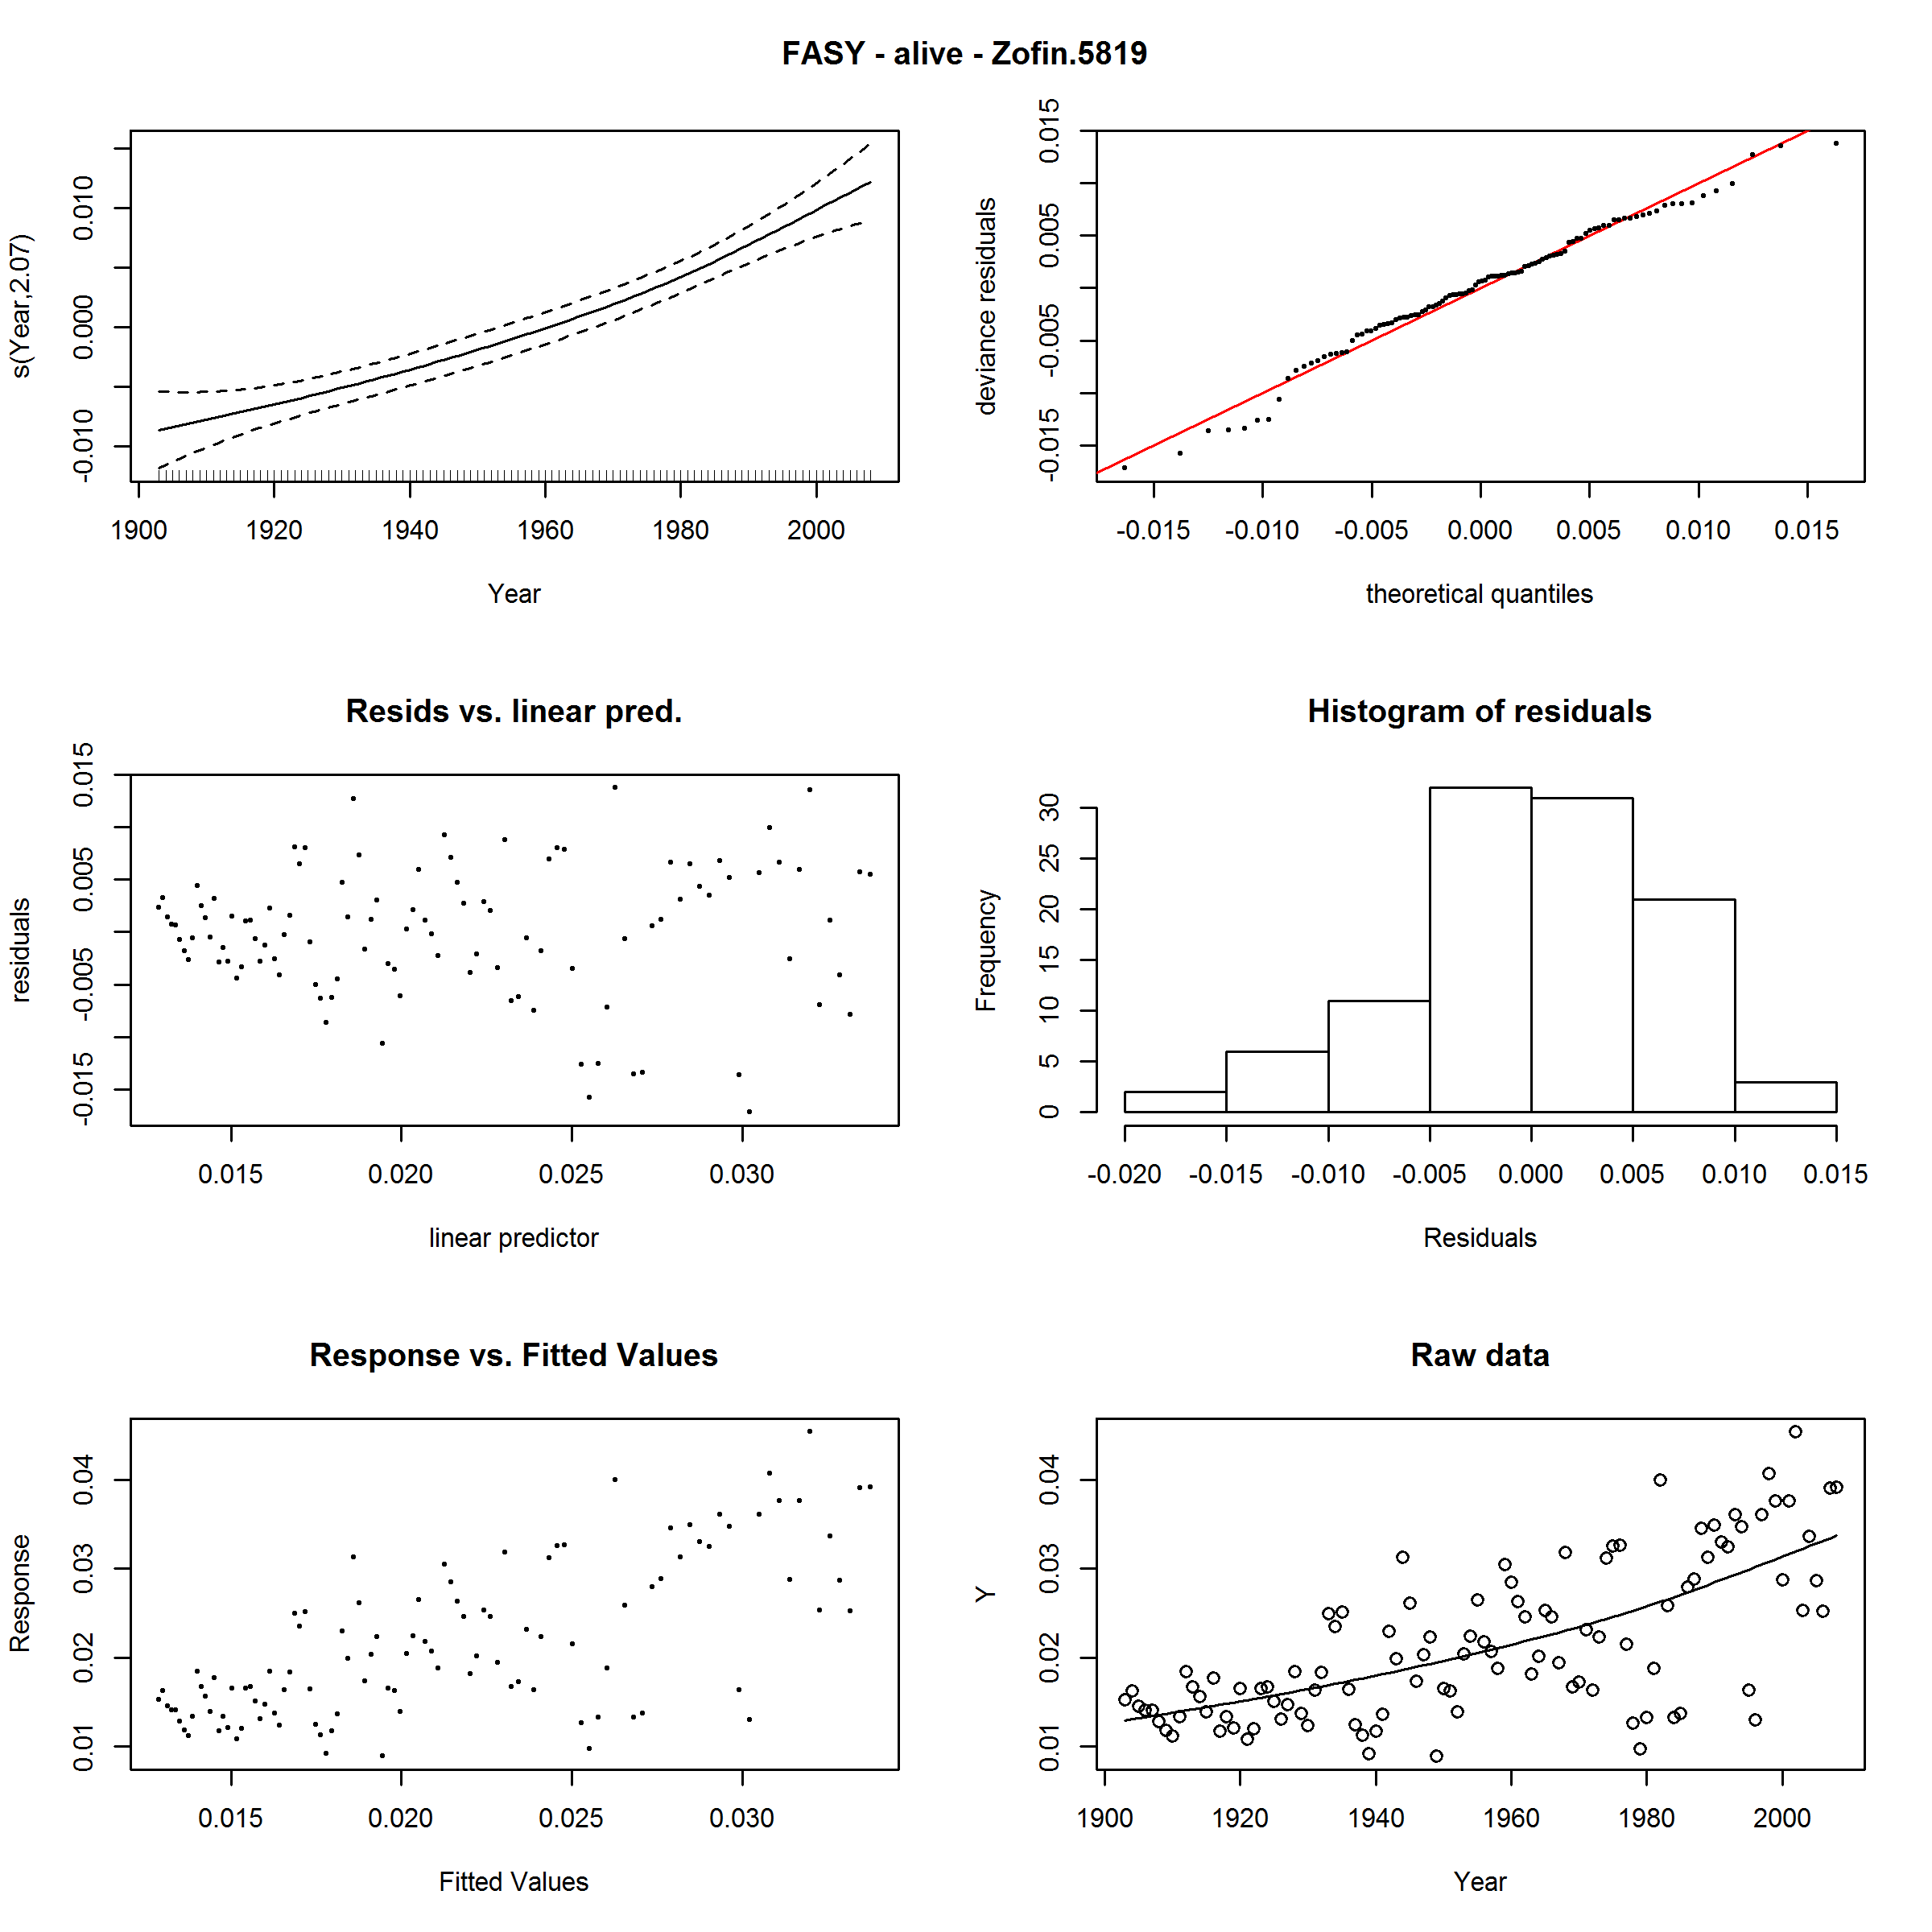 FASY - alive - Zofin.5819
s(Year,2.07)
-0.010 0.000 0.010
1900 1920 1940 1960 1980 2000
Year
deviance residuals
-0.015 -0.005 0.005 0.015
-0.015 -0.010 -0.005 0.000 0.005 0.010 0.015
theoretical quantiles
Resids vs. linear pred.
residuals
-0.015 -0.005 0.005 0.015
0.015 0.020 0.025 0.030
linear predictor
Histogram of residuals
Frequency
0 5 10 15 20 25 30
-0.020 -0.015 -0.010 -0.005 0.000 0.005 0.010 0.015
Residuals
Response vs. Fitted Values
Response
0.01 0.02 0.03 0.04
0.015 0.020 0.025 0.030
Fitted Values
Raw data
Y
0.01 0.02 0.03 0.04
1900 1920 1940 1960 1980 2000
Year